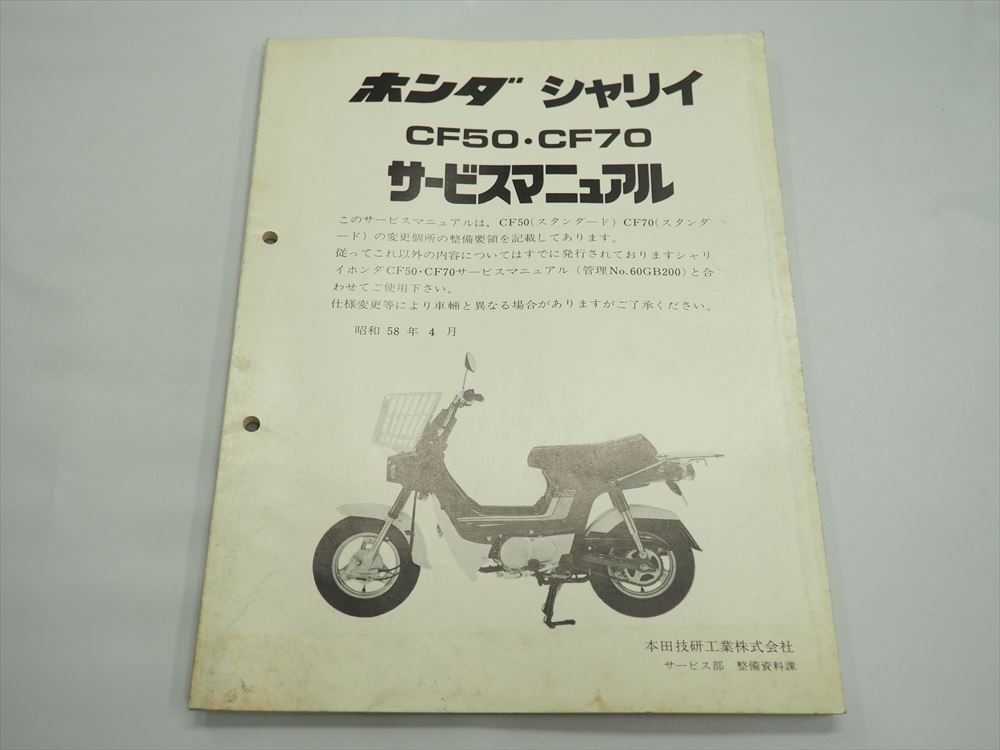 ホンダ シャリイ
CF50・CF70
サービスマニュアル
このサービスマニュアルは，CF50(スタンダード) CF70(スタンダ
ード) の変更個所の整備要領を記載してあります。
従ってこれ以外の内容についてはすでに発行されておりますシャリ
イホンダCF50・CF70サービスマニュアル (管理No.60GB200) と合
わせてご使用下さい。
仕様変更等により車輛と異なる場合がありますがご了承ください。
昭和 58 年 4 月
本田技研工業株式会社
サービス部 整備資料課